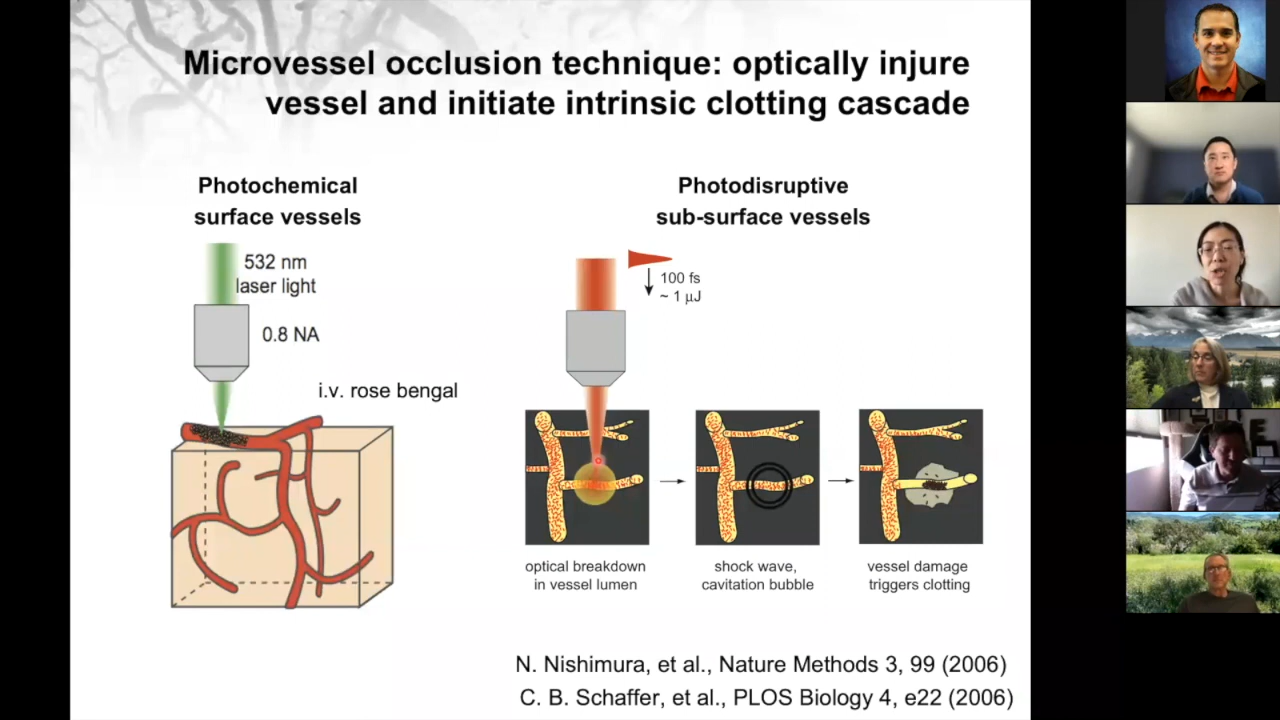 Microvessel occlusion technique: optically injure
vessel and initiate intrinsic clotting cascade
Photochemical
surface vessels
532 nm
laser light
0.8 NA
i.v. rose bengal
Photodisruptive
sub-surface vessels
100 fs
~ 1 µJ
optical breakdown
in vessel lumen
shock wave,
cavitation bubble
vessel damage
triggers clotting
N. Nishimura, et al., Nature Methods 3, 99 (2006)
C. B. Schaffer, et al., PLOS Biology 4, e22 (2006)